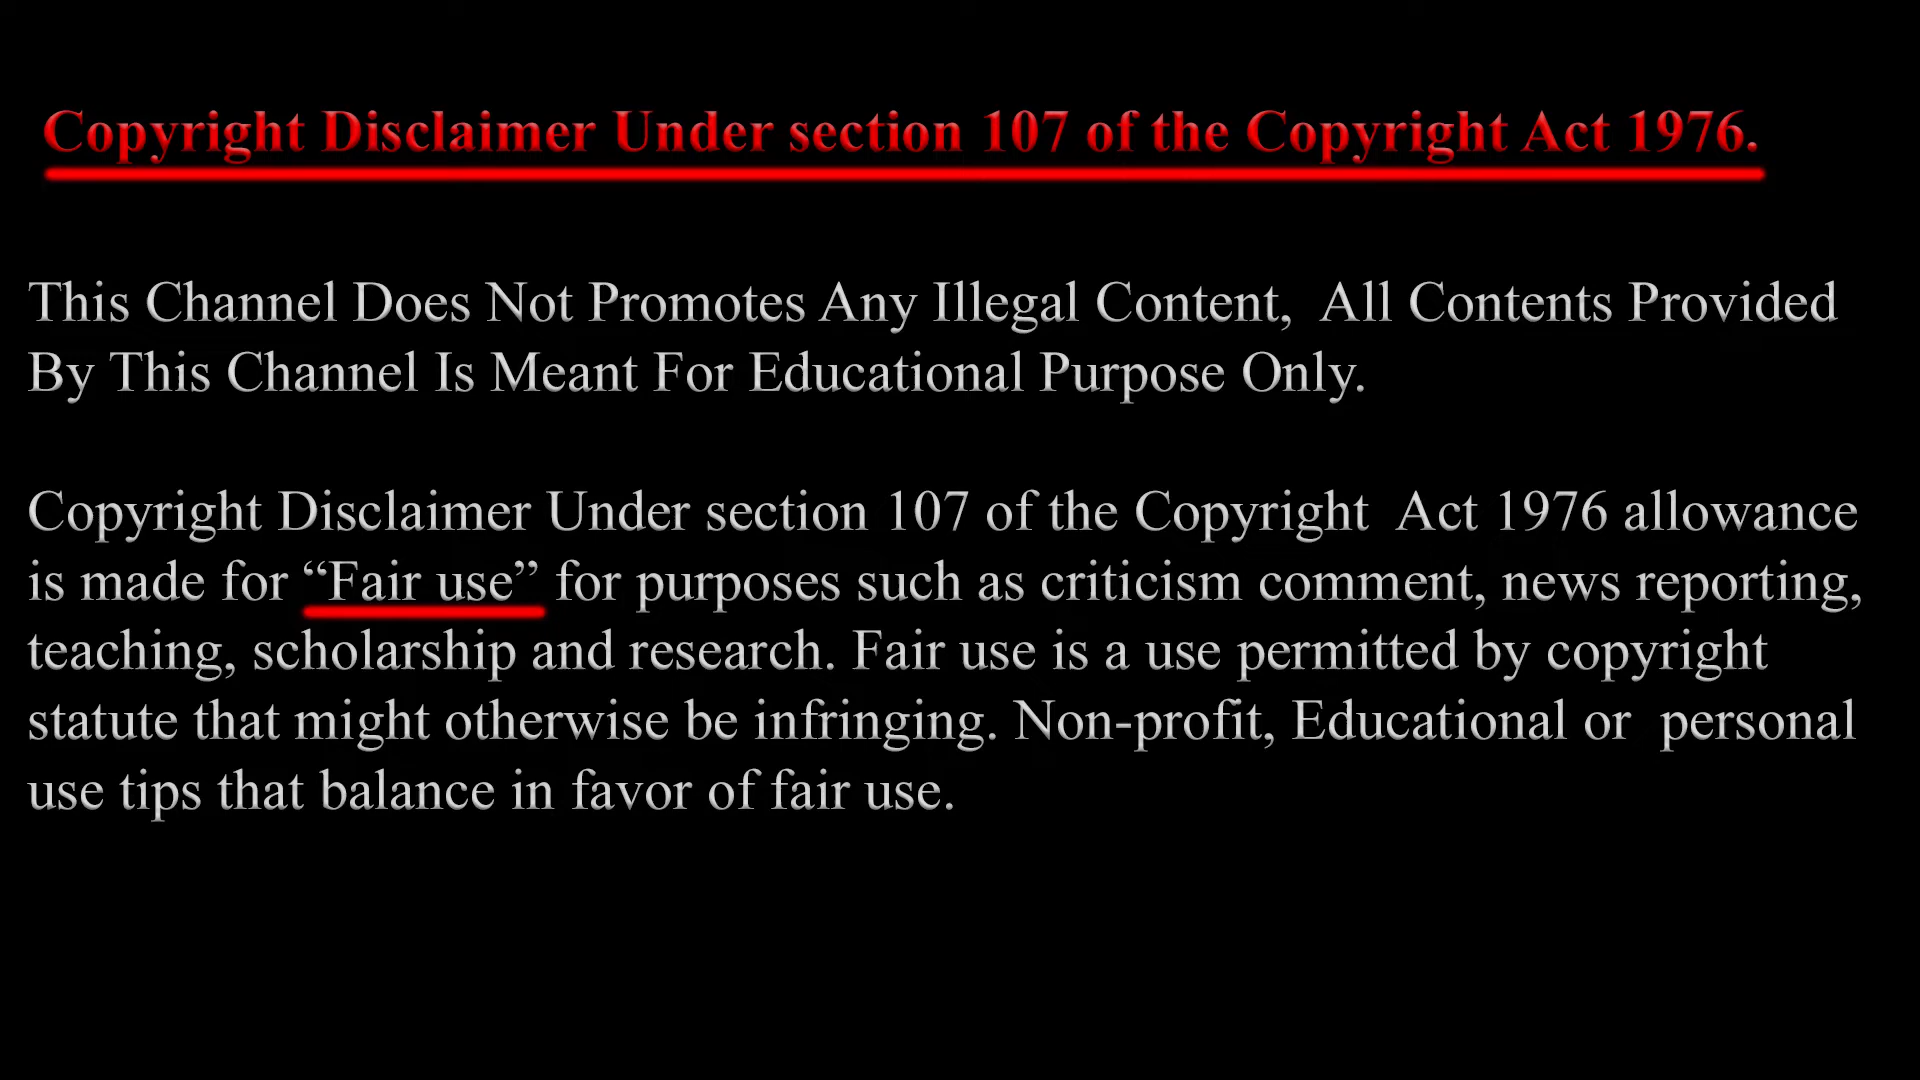 Copyright Disclaimer Under section 107 of the Copyright Act 1976.
This Channel Does Not Promotes Any Illegal Content,  All Contents Provided
By This Channel Is Meant For Educational Purpose Only.
Copyright Disclaimer Under section 107 of the Copyright  Act 1976 allowance
is made for “Fair use” for purposes such as criticism comment, news reporting,
teaching, scholarship and research. Fair use is a use permitted by copyright
statute that might otherwise be infringing. Non-profit, Educational or  personal
use tips that balance in favor of fair use.